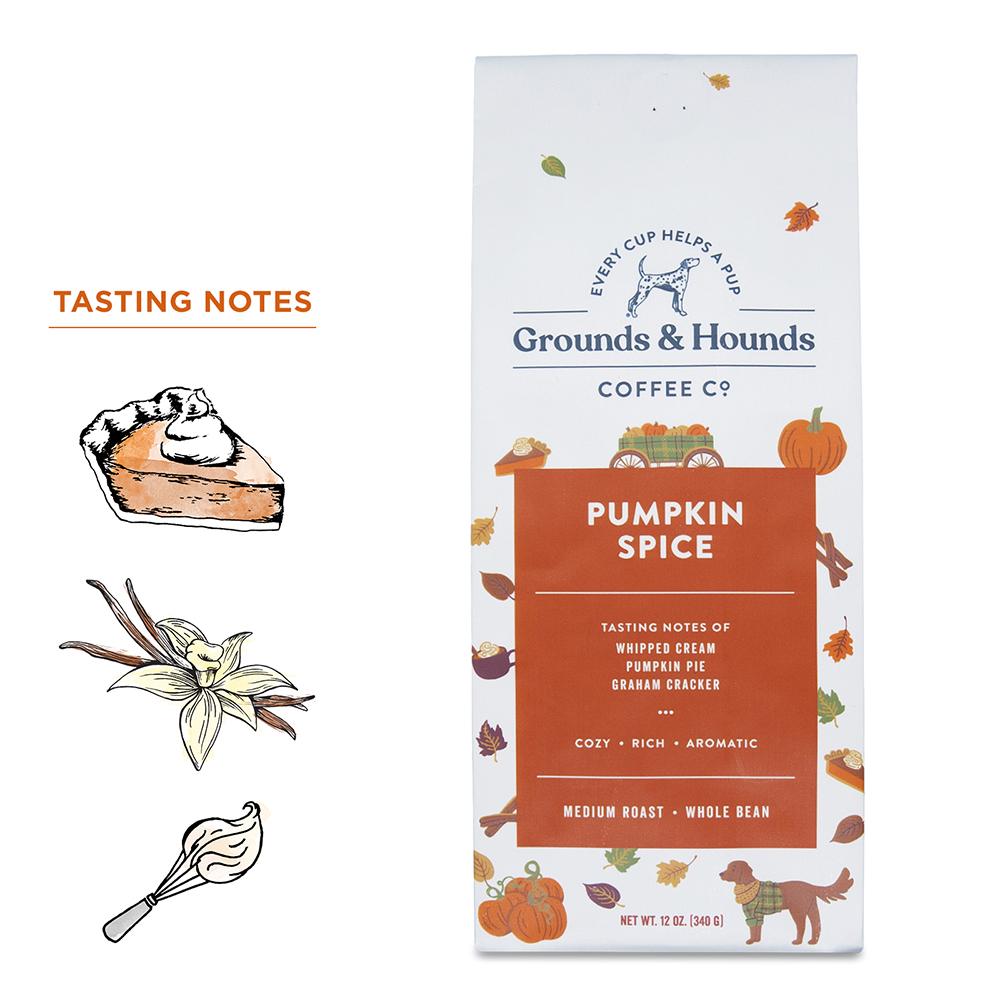 TASTING NOTES
EVERY CUP HELPS A PUP
Grounds & Hounds
COFFEE Cº
PUMPKIN
SPICE
TASTING NOTES OF
WHIPPED CREAM
PUMPKIN PIE
GRAHAM CRACKER
•••
COZY • RICH • AROMATIC
MEDIUM ROAST • WHOLE BEAN
NET WT. 12 OZ. (340 G)